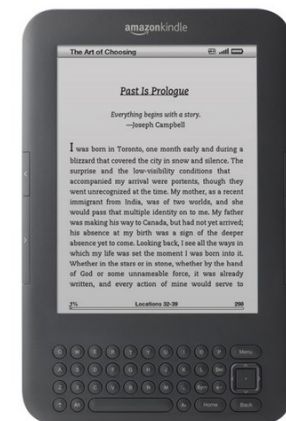 amazonkindle
The Art of Choosing
Past Is Prologue
Everything begins with a story.
—Joseph Campbell
I was born in Toronto, one month early and during a
blizzard that covered the city in snow and silence. The
surprise and the low-visibility conditions that
accompanied my arrival were portents, though they
went unrecognized at the time. My mother, as a recent
immigrant from India, was of two worlds, and she
would pass that multiple identity on to me. My father
was making his way to Canada, but had not yet arrived;
his absence at my birth was a sign of the deeper
absence yet to come. Looking back, I see all the ways in
which my life was set the moment I was born into it.
Whether in the stars or in stone, whether by the hand
of God or some unnameable force, it was already
written, and every action of mine would serve to
Locations 32-39
Q W E R T Y U I O P Menu
A S D F G H J K L Del
Z X C V B N M
Alt Home Back